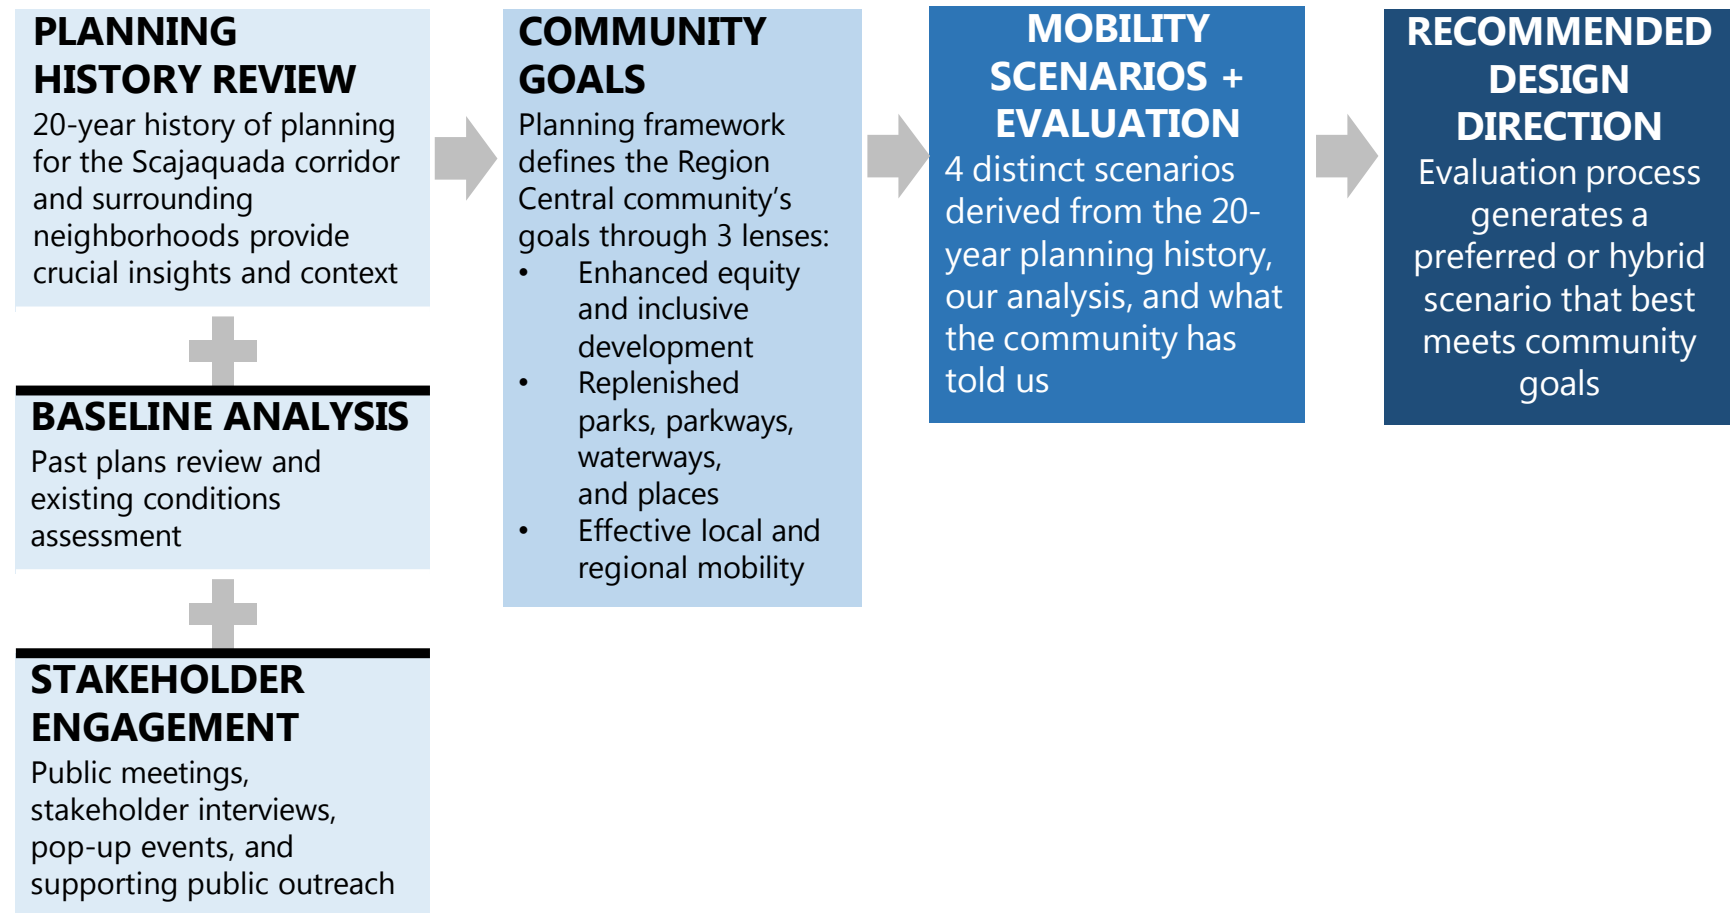 PLANNING
HISTORY REVIEW
20-year history of planning
for the Scajaquada corridor
and surrounding
neighborhoods provide
crucial insights and context
BASELINE ANALYSIS
Past plans review and
existing conditions
assessment
STAKEHOLDER
ENGAGEMENT
Public meetings,
stakeholder interviews,
pop-up events, and
supporting public outreach
COMMUNITY
GOALS
Planning framework
defines the Region
Central community’s
goals through 3 lenses:
• Enhanced equity
and inclusive
development
• Replenished
parks, parkways,
waterways,
and places
• Effective local and
regional mobility
MOBILITY
SCENARIOS +
EVALUATION
4 distinct scenarios
derived from the 20-
year planning history,
our analysis, and what
the community has
told us
RECOMMENDED
DESIGN
DIRECTION
Evaluation process
generates a
preferred or hybrid
scenario that best
meets community
goals